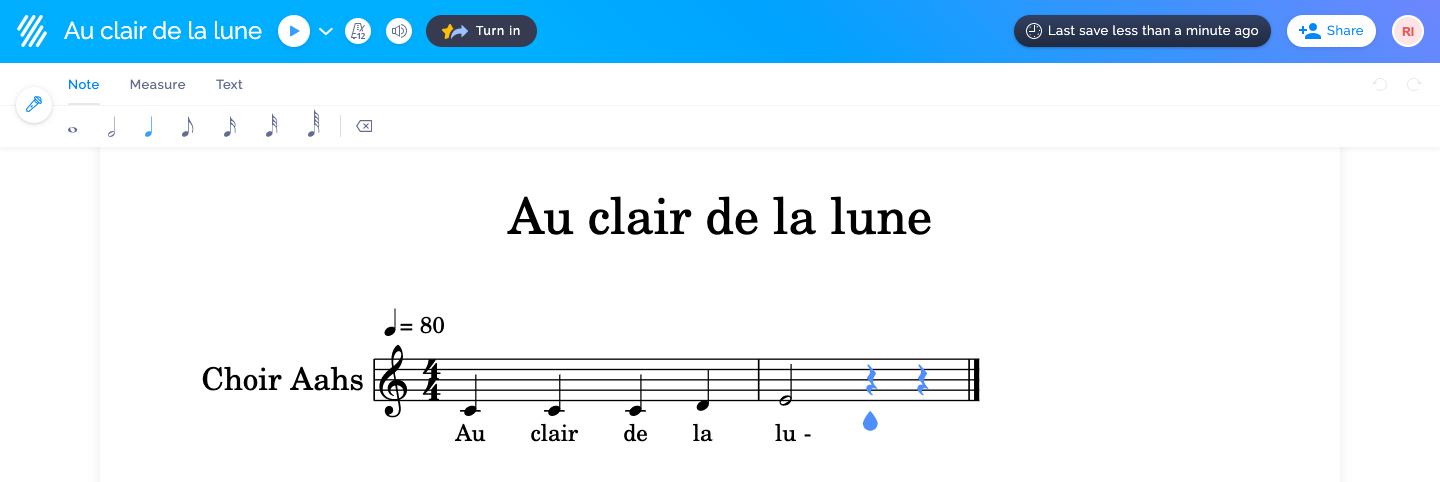 Au clair de la lune
-12
Turn in
Last save less than a minute ago
Share
RI
Note
Measure
Text
Au clair de la lune
= 80
Choir Aahs
4
4
Au clair de la lu -